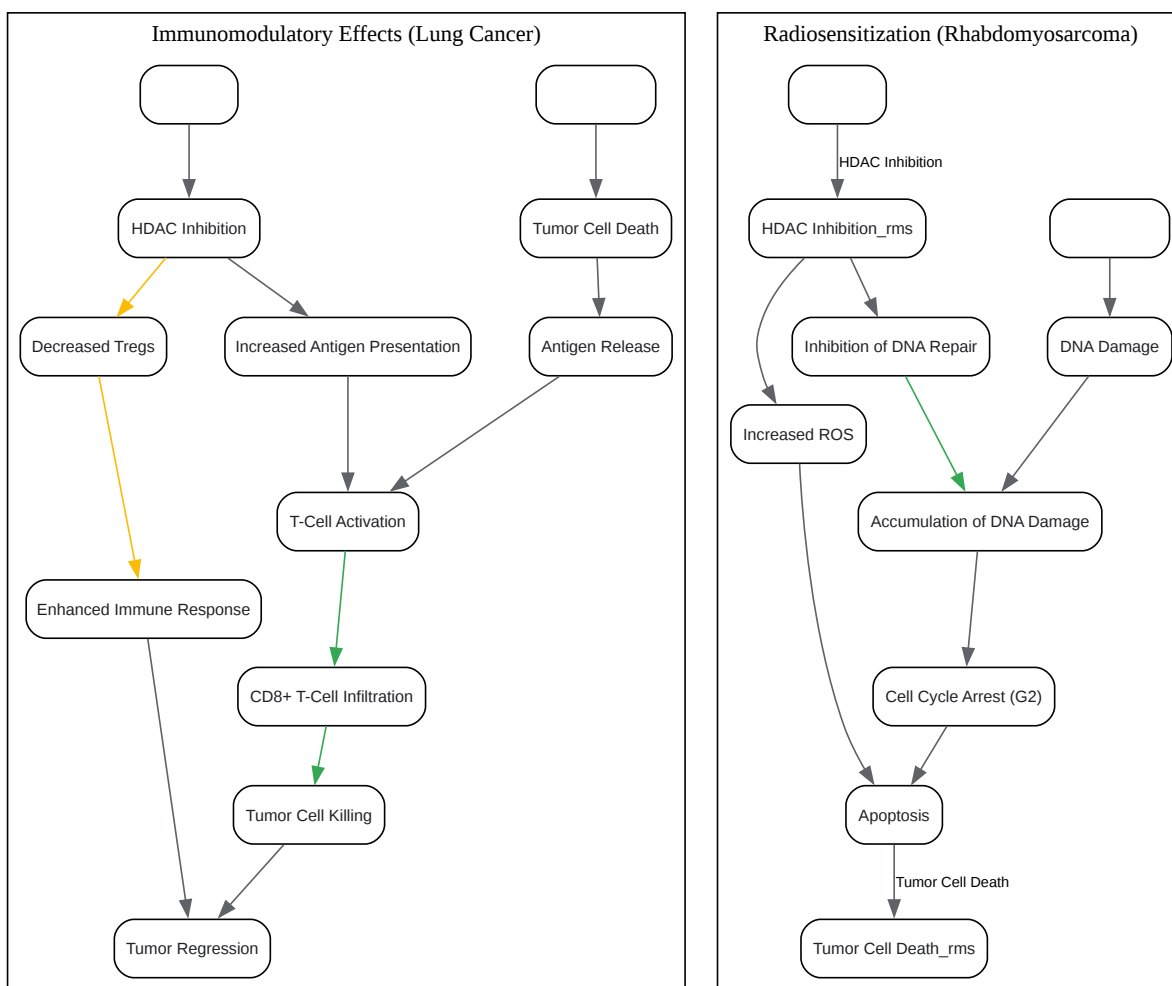 Immunomodulatory Effects (Lung Cancer)
HDAC Inhibition
Tumor Cell Death
Decreased Tregs
Increased Antigen Presentation
Antigen Release
T-Cell Activation
Enhanced Immune Response
CD8+ T-Cell Infiltration
Tumor Cell Killing
Tumor Regression
Radiosensitization (Rhabdomyosarcoma)
HDAC Inhibition
HDAC Inhibition_rms
Inhibition of DNA Repair
DNA Damage
Increased ROS
Accumulation of DNA Damage
Cell Cycle Arrest (G2)
Apoptosis
Tumor Cell Death
Tumor Cell Death_rms